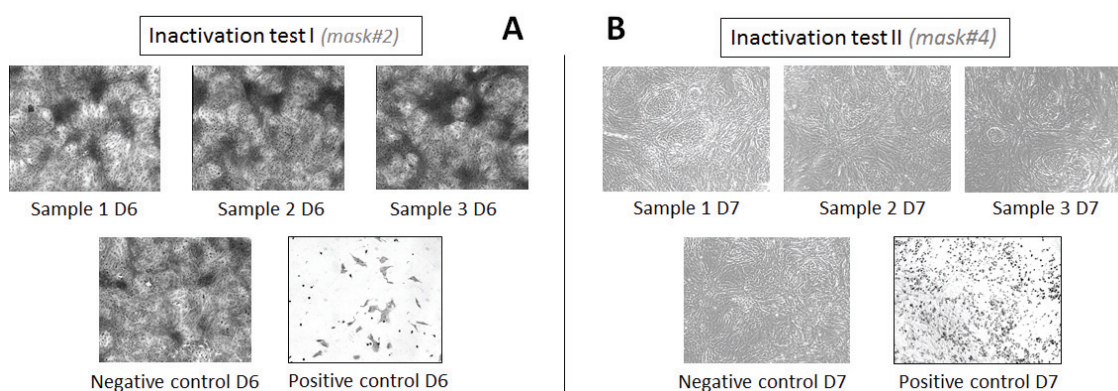 Inactivation test I (mask#2)
A
Sample 1 D6
Sample 2 D6
Sample 3 D6
Negative control D6
Positive control D6
B
Inactivation test II (mask#4)
Sample 1 D7
Sample 2 D7
Sample 3 D7
Negative control D7
Positive control D7